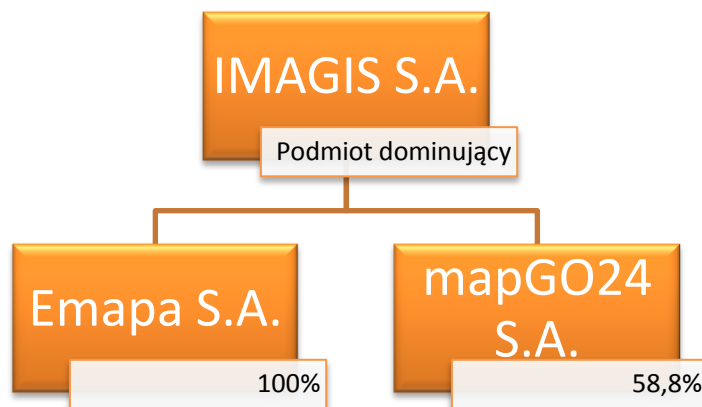 IMAGIS S.A.
Podmiot dominujący
Emapa S.A.
100%
mapGO24
S.A.
58,8%